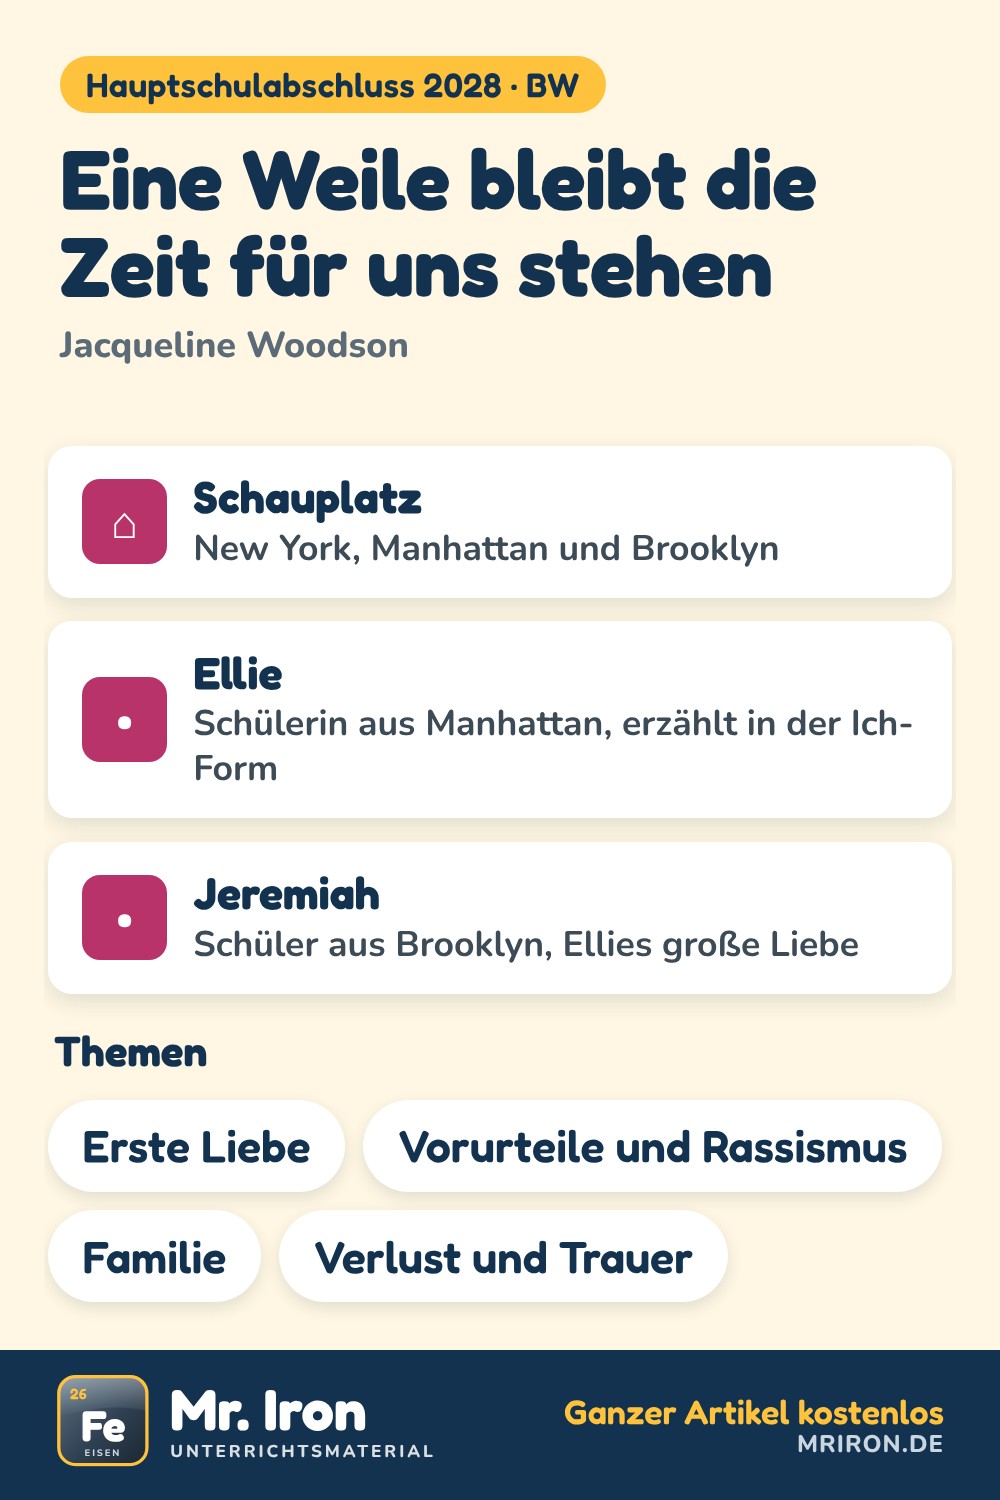 Hauptschulabschluss 2028 · BW
Eine Weile bleibt die
Zeit für uns stehen
Jacqueline Woodson
Schauplatz
New York, Manhattan und Brooklyn
Ellie
Schülerin aus Manhattan, erzählt in der Ich-
Form
Jeremiah
Schüler aus Brooklyn, Ellies große Liebe
Themen
Erste Liebe
Vorurteile und Rassismus
Familie
Verlust und Trauer
26
Fe
EISEN
Mr. Iron
UNTERRICHTSMATERIAL
Ganzer Artikel kostenlos
MRIRON.DE